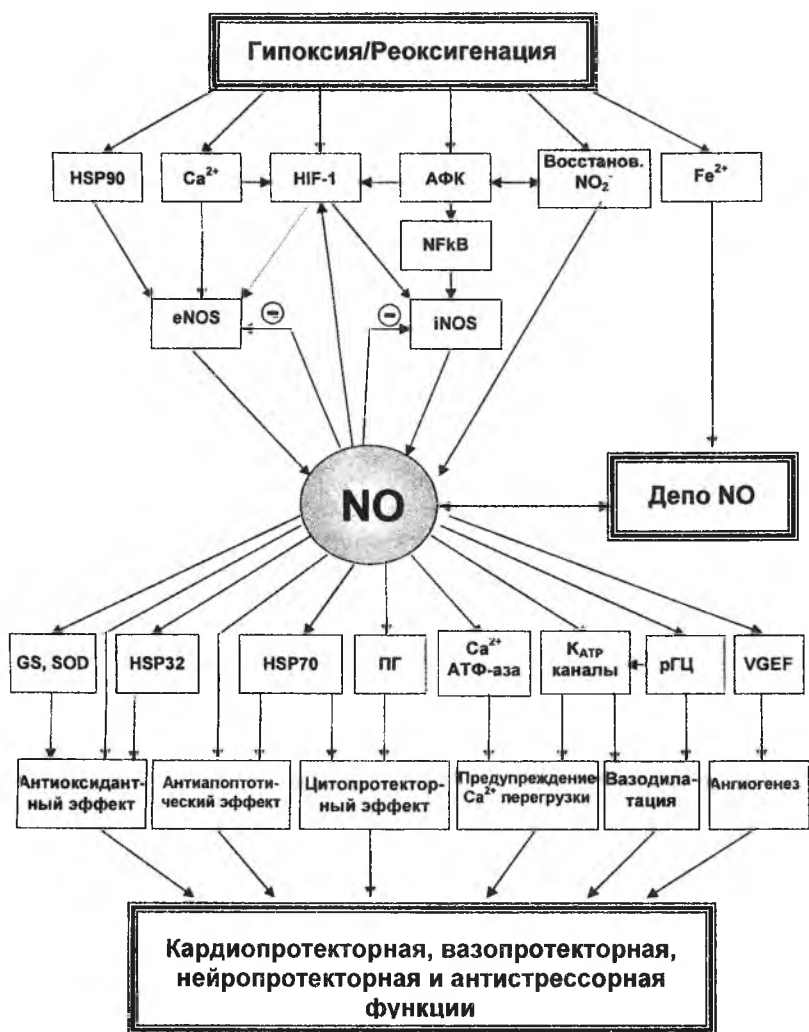 Гипоксия/Реоксигенация
HSP90
Ca²⁺
HIF-1
АФК
Восстанов.
NO₂⁻
Fe²⁺
NFkB
eNOS
iNOS
NO
Депо NO
GS, SOD
HSP32
HSP70
ПГ
Ca²⁺
АТФ-аза
K_ATP
каналы
рГЦ
VGEF
Антиоксидант-
ный эффект
Антиапоптоти-
ческий эффект
Цитопротектор-
ный эффект
Предупреждение
Ca²⁺ перегрузки
Вазодила-
тация
Ангиогенез
Кардиопротекторная, вазопротекторная,
нейропротекторная и антистрессорная
функции